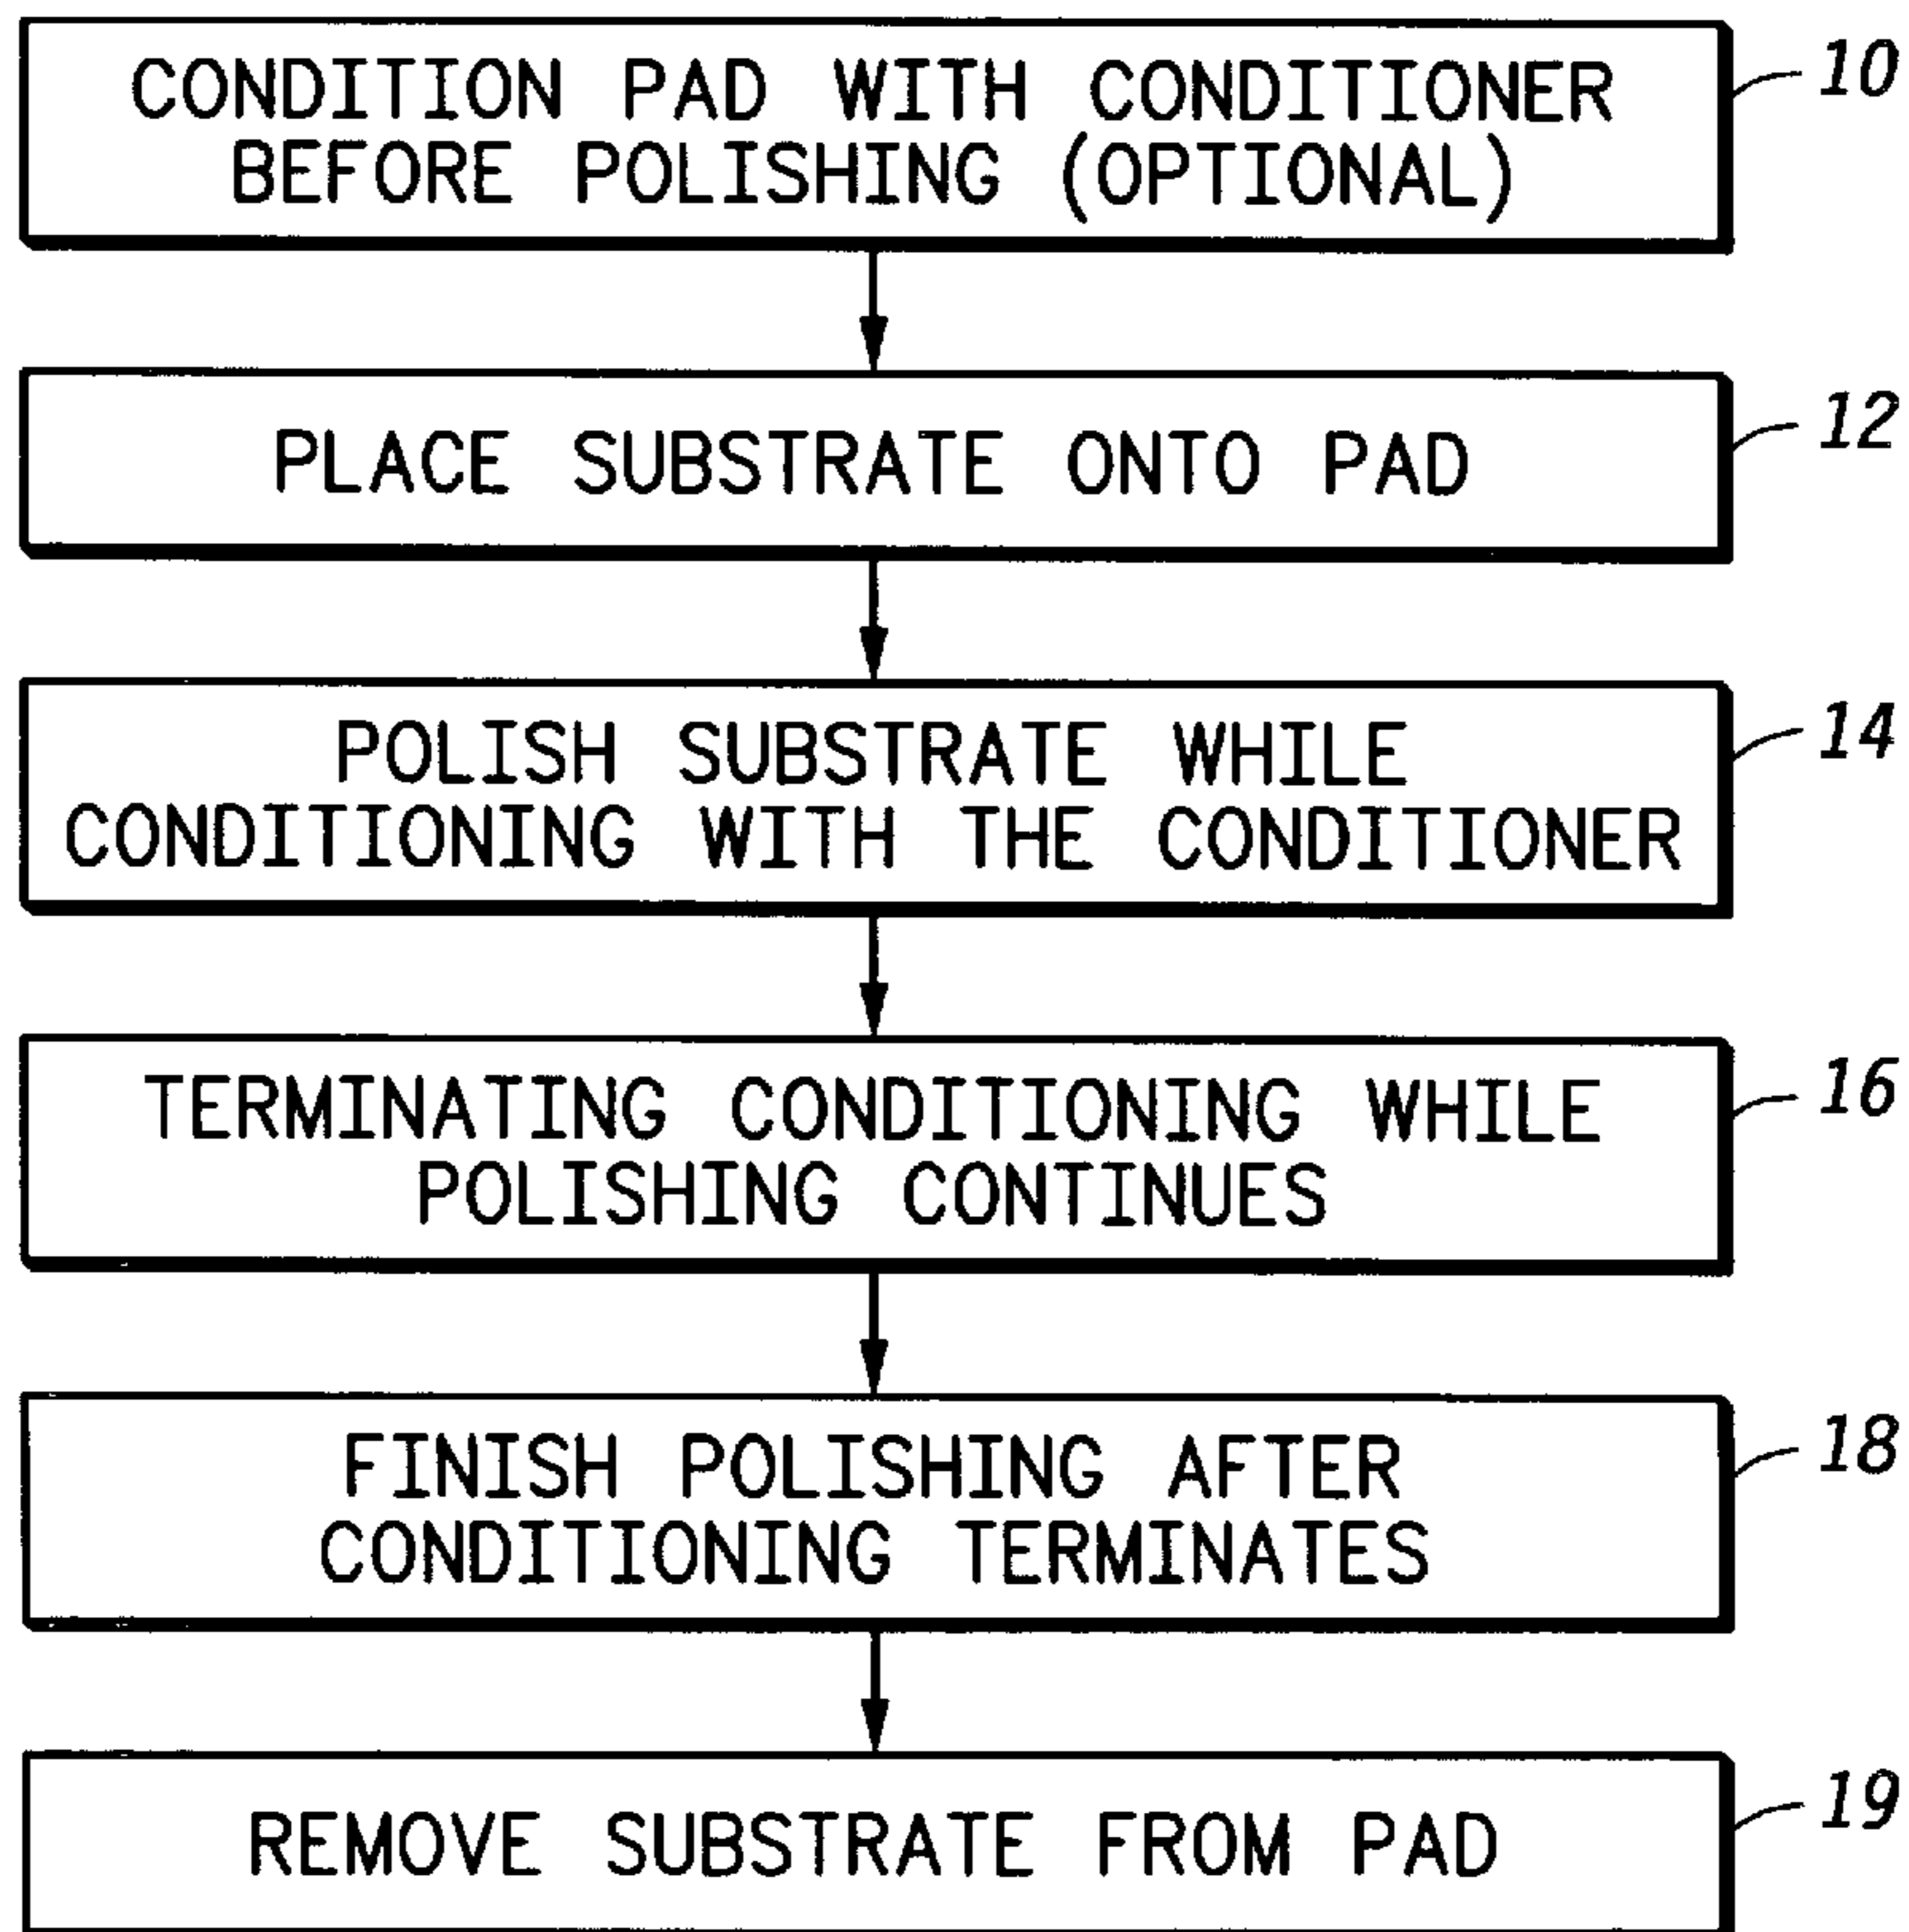 CONDITION PAD WITH CONDITIONER
BEFORE POLISHING (OPTIONAL)
10
PLACE SUBSTRATE ONTO PAD
12
POLISH SUBSTRATE WHILE
CONDITIONING WITH THE CONDITIONER
14
TERMINATING CONDITIONING WHILE
POLISHING CONTINUES
16
FINISH POLISHING AFTER
CONDITIONING TERMINATES
18
REMOVE SUBSTRATE FROM PAD
19